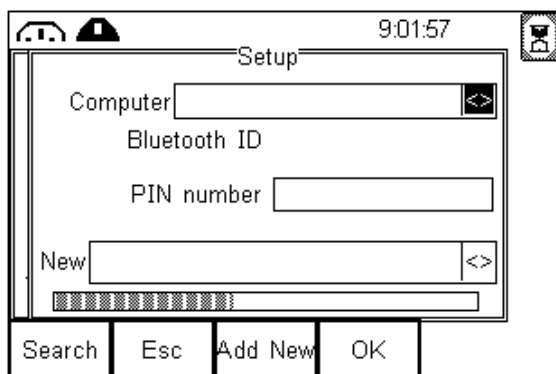 9:01:57
Setup
Computer <>
Bluetooth ID
PIN number
New <>
Search Esc Add New OK